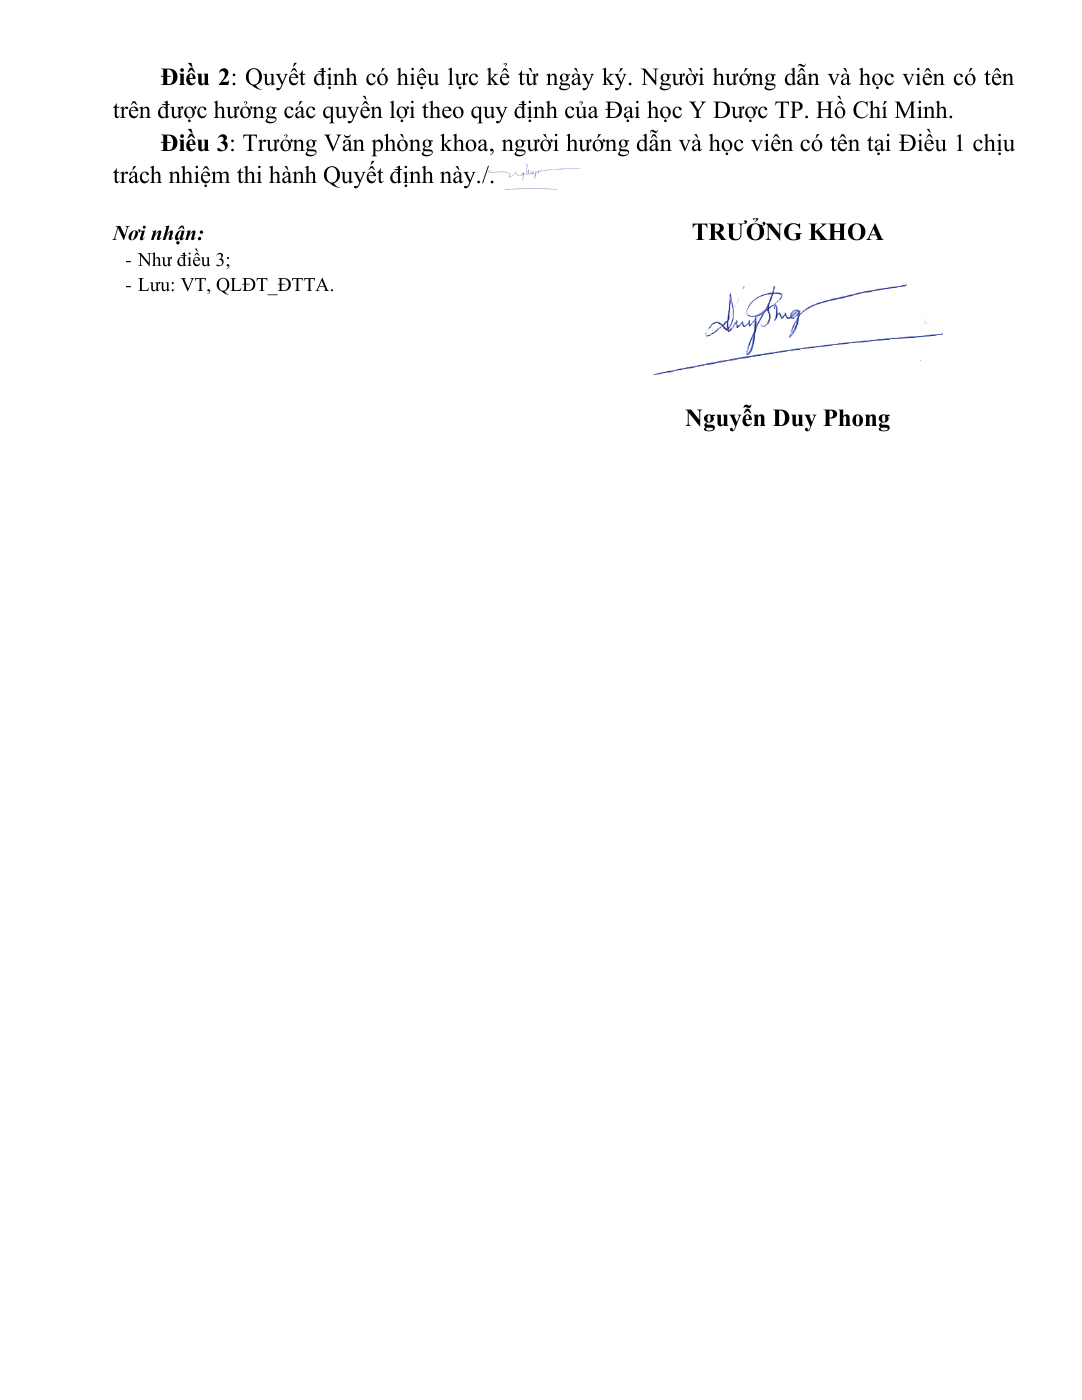 Điều 2: Quyết định có hiệu lực kể từ ngày ký. Người hướng dẫn và học viên có tên
trên được hưởng các quyền lợi theo quy định của Đại học Y Dược TP. Hồ Chí Minh.
Điều 3: Trưởng Văn phòng khoa, người hướng dẫn và học viên có tên tại Điều 1 chịu
trách nhiệm thi hành Quyết định này./.
Nơi nhận:
- Như điều 3;
- Lưu: VT, QLĐT_ĐTTA.
TRƯỞNG KHOA
Nguyễn Duy Phong